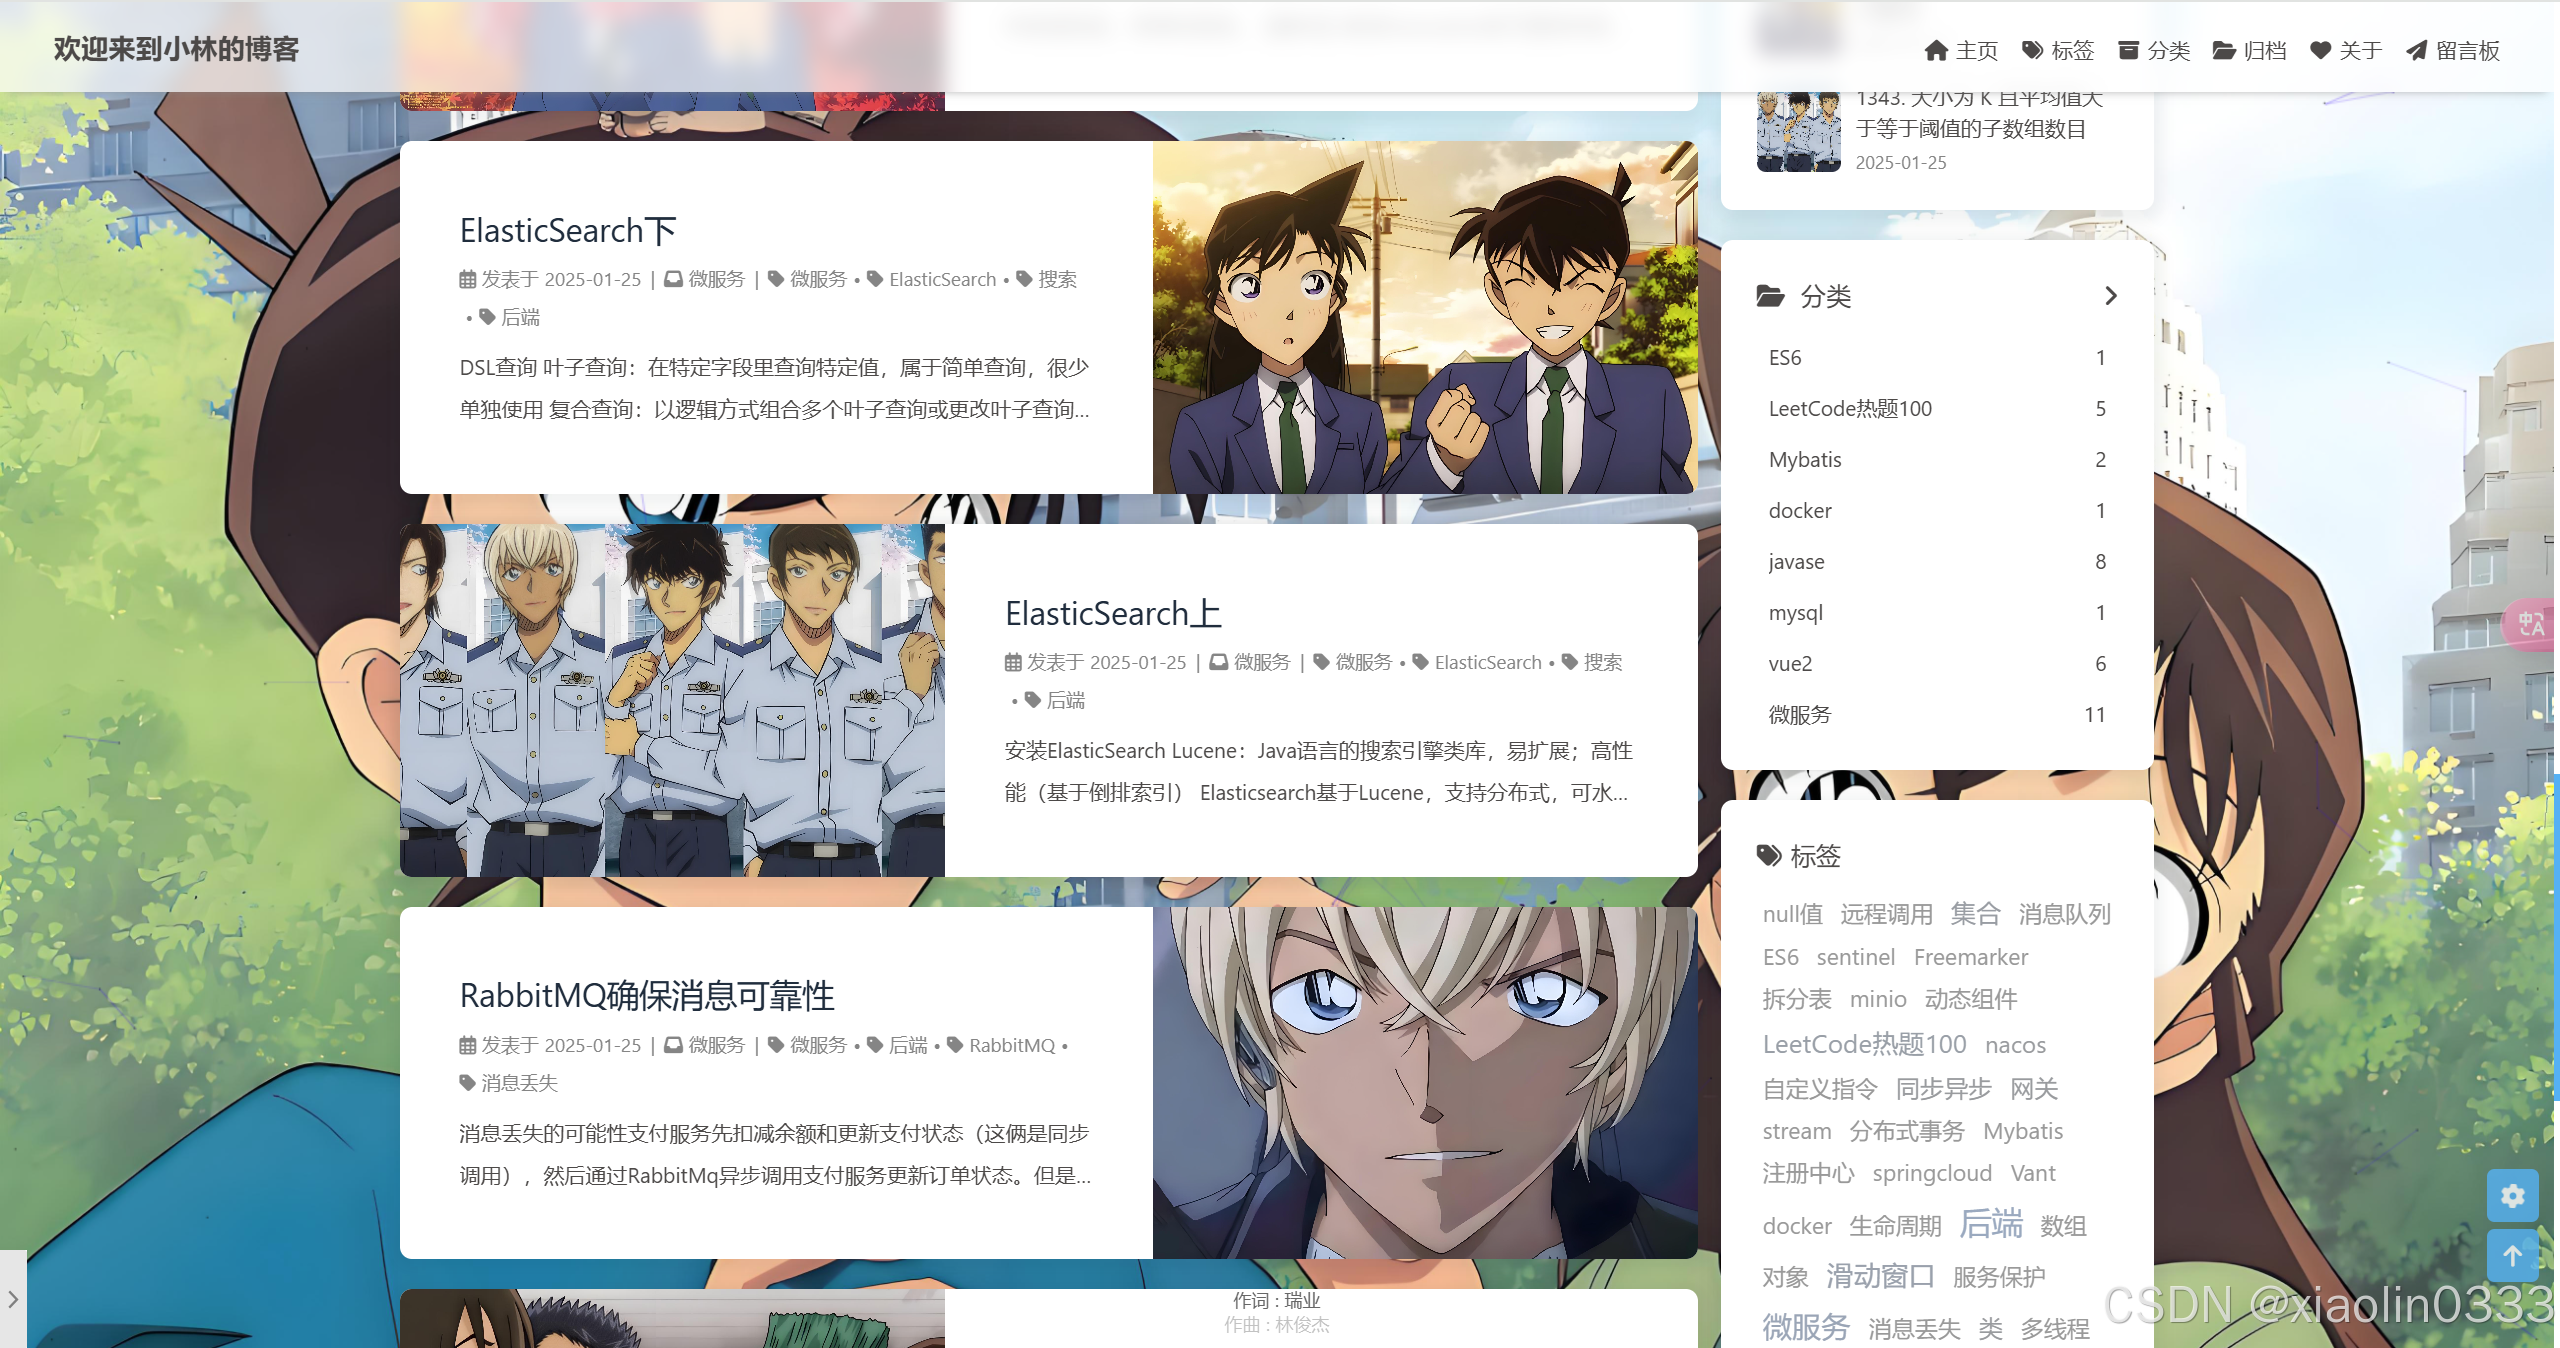 欢迎来到小林的博客
主页 标签 分类 归档 关于 留言板
ElasticSearch下
发表于 2025-01-25 | 微服务 | 微服务 • ElasticSearch • 搜索
• 后端
DSL查询 叶子查询：在特定字段里查询特定值，属于简单查询，很少
单独使用 复合查询：以逻辑方式组合多个叶子查询或更改叶子查询...
ElasticSearch上
发表于 2025-01-25 | 微服务 | 微服务 • ElasticSearch • 搜索
• 后端
安装ElasticSearch Lucene：Java语言的搜索引擎类库，易扩展；高性
能（基于倒排索引） Elasticsearch基于Lucene，支持分布式，可水...
RabbitMQ确保消息可靠性
发表于 2025-01-25 | 微服务 | 微服务 • 后端 • RabbitMQ •
消息丢失
消息丢失的可能性支付服务先扣减余额和更新支付状态（这俩是同步
调用），然后通过RabbitMq异步调用支付服务更新订单状态。但是...
作词 : 瑞业
作曲 : 林俊杰
1343. 大小为 K 且平均值大
于等于阈值的子数组数目
2025-01-25
分类
ES6 1
LeetCode热题100 5
Mybatis 2
docker 1
javase 8
mysql 1
vue2 6
微服务 11
标签
null值 远程调用 集合 消息队列
ES6 sentinel Freemarker
拆分表 minio 动态组件
LeetCode热题100 nacos
自定义指令 同步异步 网关
stream 分布式事务 Mybatis
注册中心 springcloud Vant
docker 生命周期 后端 数组
对象 滑动窗口 服务保护
微服务 消息丢失 类 多线程
CSDN @xiaolin0333